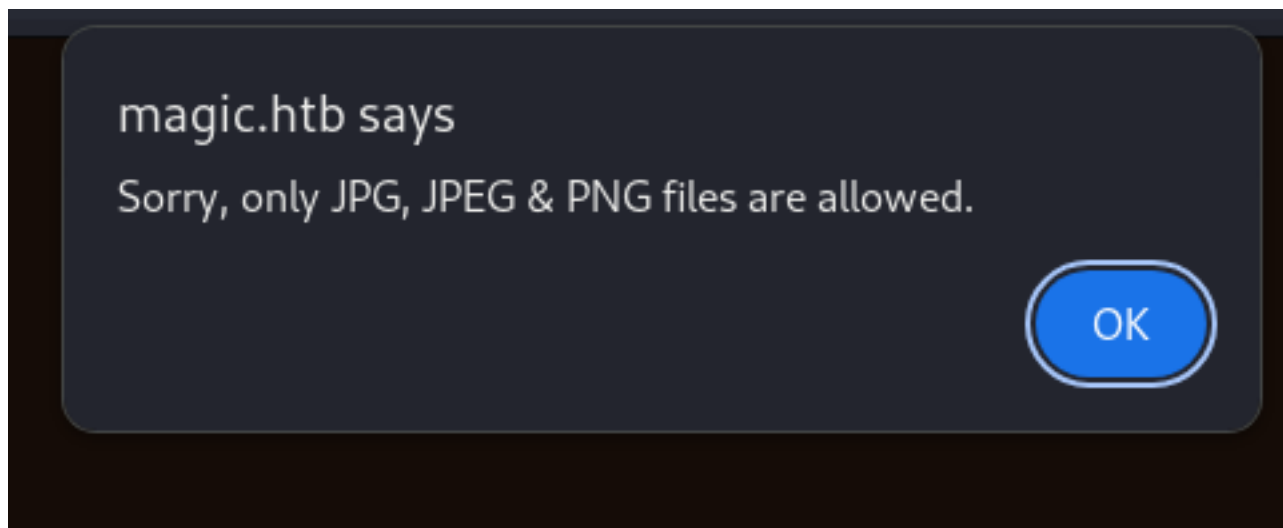 magic.htb says
Sorry, only JPG, JPEG & PNG files are allowed.
OK